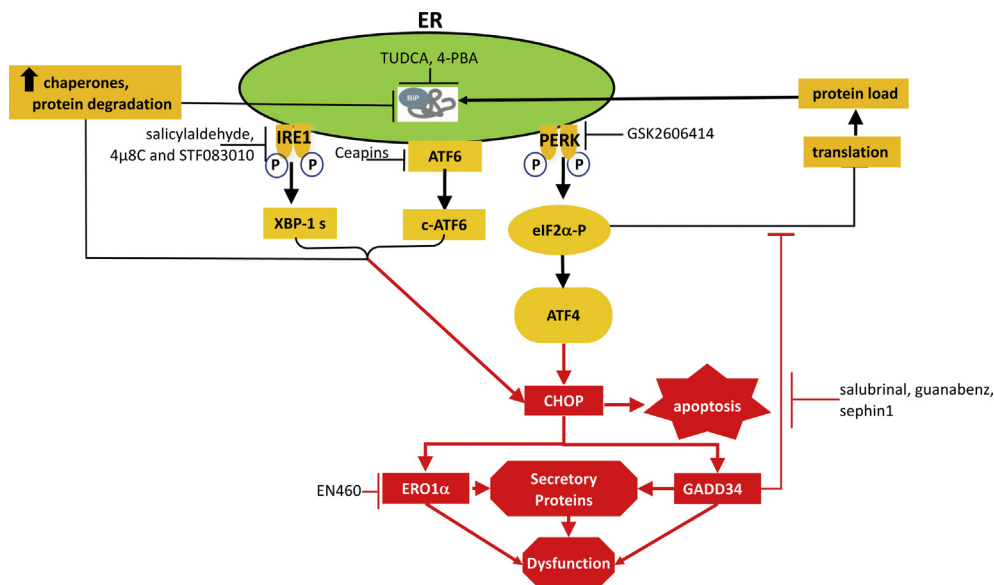 ER
TUDCA, 4-PBA
BiP
chaperones,
protein degradation
protein load
translation
salicylaldehyde,
4µ8C and STF083010
IRE1
P
P
Ceapins
ATF6
PERK
P
P
GSK2606414
XBP-1 s
c-ATF6
eIF2α-P
ATF4
CHOP
apoptosis
salubrinal, guanabenz,
sephin1
EN460
ERO1α
Secretory
Proteins
GADD34
Dysfunction